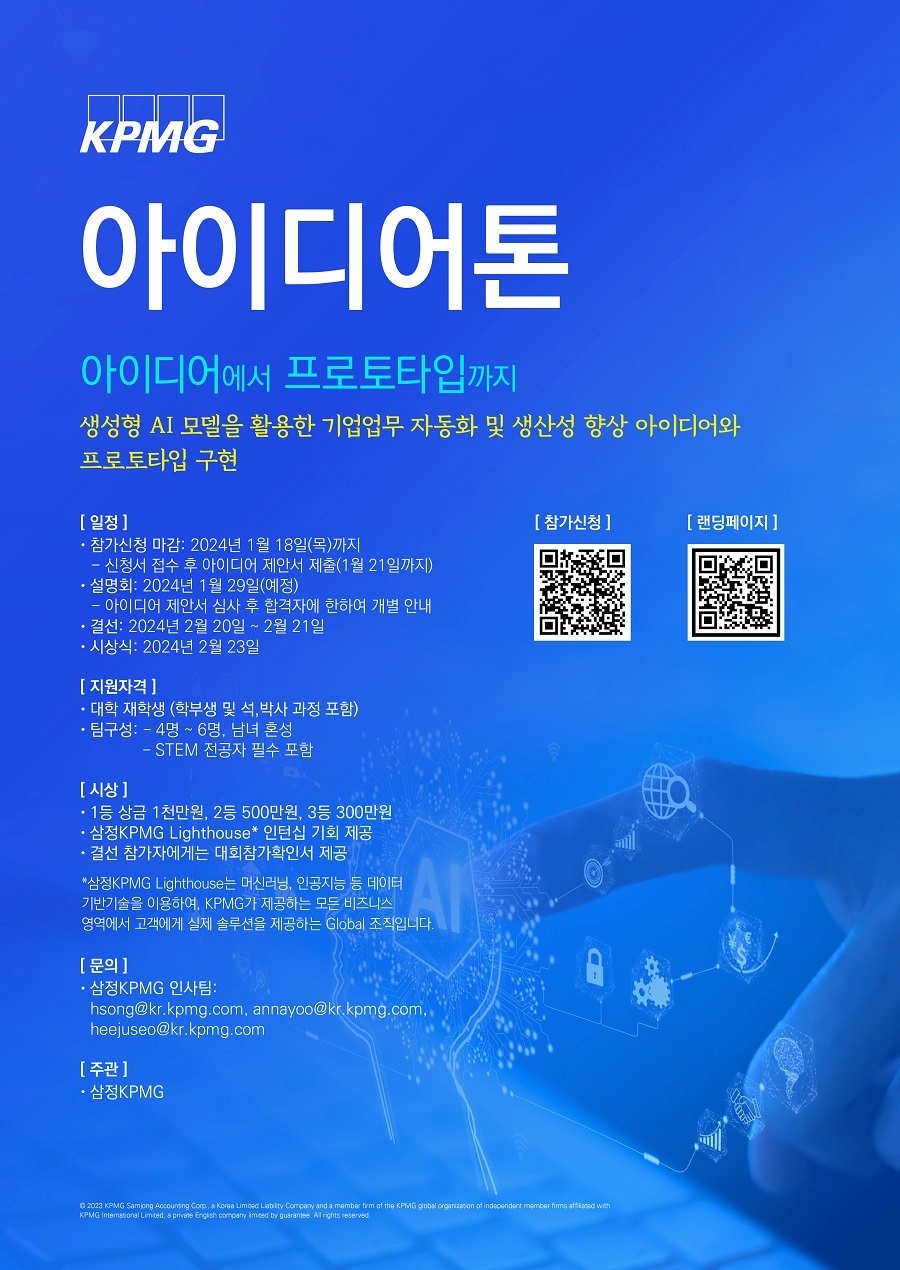 KPMG
아이디어톤
아이디어에서 프로토타입까지
생성형 AI 모델을 활용한 기업업무 자동화 및 생산성 향상 아이디어와
프로토타입 구현
[ 일정 ]
• 참가신청 마감: 2024년 1월 18일(목)까지
– 신청서 접수 후 아이디어 제안서 제출(1월 21일까지)
• 설명회: 2024년 1월 29일(예정)
– 아이디어 제안서 심사 후 합격자에 한하여 개별 안내
• 결선: 2024년 2월 20일 ~ 2월 21일
• 시상식: 2024년 2월 23일
[ 참가신청 ]
[ 랜딩페이지 ]
[ 지원자격 ]
• 대학 재학생 (학부생 및 석,박사 과정 포함)
• 팀구성: – 4명 ~ 6명, 남녀 혼성
– STEM 전공자 필수 포함
[ 시상 ]
• 1등 상금 1천만원, 2등 500만원, 3등 300만원
• 삼정KPMG Lighthouse* 인턴십 기회 제공
• 결선 참가자에게는 대회참가확인서 제공
*삼정KPMG Lighthouse는 머신러닝, 인공지능 등 데이터
기반기술을 이용하여, KPMG가 제공하는 모든 비즈니스
영역에서 고객에게 실제 솔루션을 제공하는 Global 조직입니다.
AI
[ 문의 ]
• 삼정KPMG 인사팀:
hsong@kr.kpmg.com, annayoo@kr.kpmg.com,
heejuseo@kr.kpmg.com
[ 주관 ]
• 삼정KPMG
© 2023 KPMG Samjong Accounting Corp., a Korea Limited Liability Company and a member firm of the KPMG global organization of independent member firms affiliated with
KPMG International Limited, a private English company limited by guarantee. All rights reserved.